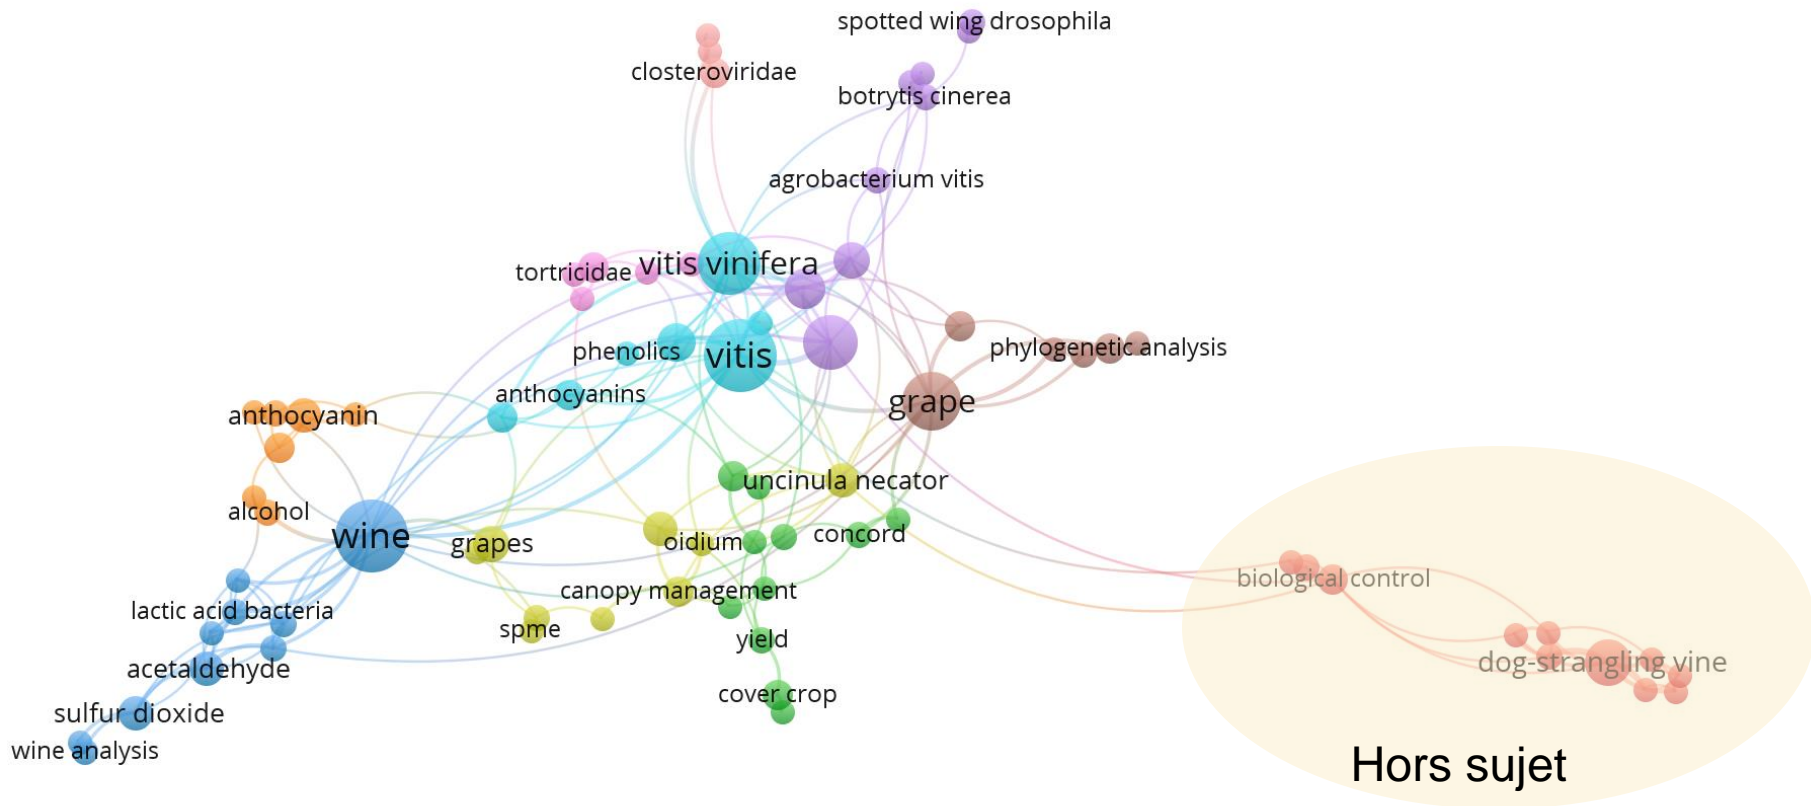 spotted wing drosophila
closteroviridae
botrytis cinerea
agrobacterium vitis
vitis vinifera
tortricidae
phenolics
vitis
phylogenetic analysis
anthocyanins
grape
anthocyanin
uncinula necator
alcohol
wine
grapes
oidium
concord
biological control
canopy management
lactic acid bacteria
spme
yield
dog-strangling vine
acetaldehyde
cover crop
sulfur dioxide
wine analysis
Hors sujet